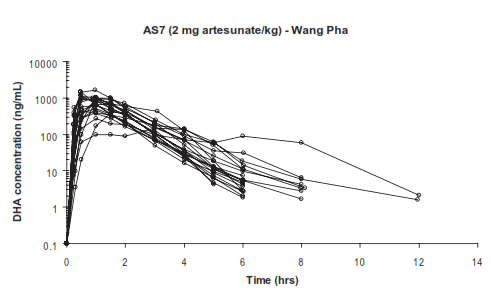 AS7 (2 mg artesunate/kg) - Wang Pha
DHA concentration (ng/mL)
10000
1000
100
10
1
0.1
0 2 4 6 8 10 12 14
Time (hrs)